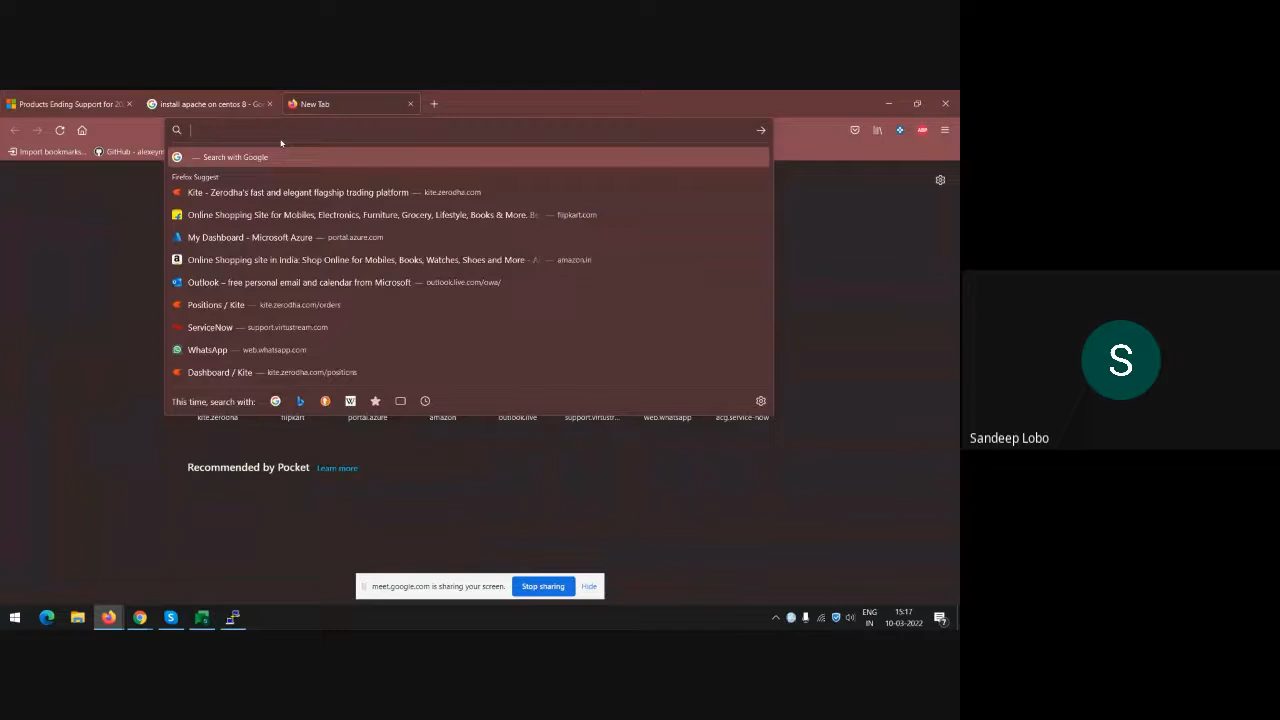 Products Ending Support for 20
install apache on centos 8 - Go
New Tab
Import bookmarks...
GitHub - alexeym
Search with Google
Firefox Suggest
Kite - Zerodha's fast and elegant flagship trading platform — kite.zerodha.com
Online Shopping Site for Mobiles, Electronics, Furniture, Grocery, Lifestyle, Books & More. Be — flipkart.com
My Dashboard - Microsoft Azure — portal.azure.com
Online Shopping site in India: Shop Online for Mobiles, Books, Watches, Shoes and More - A — amazon.in
Outlook – free personal email and calendar from Microsoft — outlook.live.com/owa/
Positions / Kite — kite.zerodha.com/orders
ServiceNow — support.virtustream.com
WhatsApp — web.whatsapp.com
Dashboard / Kite — kite.zerodha.com/positions
This time, search with:
kite.zerodha flipkart portal.azure amazon outlook.live support.virtustr... web.whatsapp acg.service-now
Recommended by Pocket Learn more
meet.google.com is sharing your screen. Stop sharing Hide
ENG
IN
15:17
10-03-2022
S
Sandeep Lobo